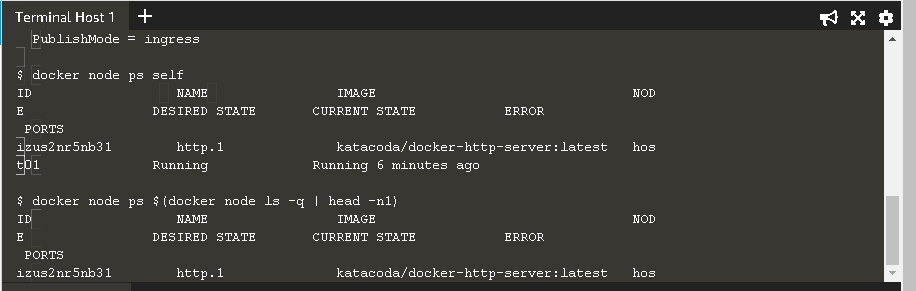 Terminal Host 1 +
PublishMode = ingress
$ docker node ps self
ID NAME IMAGE NOD
E DESIRED STATE CURRENT STATE ERROR
PORTS
izus2nr5nb31 http.1 katacoda/docker-http-server:latest hos
t01 Running Running 6 minutes ago
$ docker node ps $(docker node ls -q | head -n1)
ID NAME IMAGE NOD
E DESIRED STATE CURRENT STATE ERROR
PORTS
izus2nr5nb31 http.1 katacoda/docker-http-server:latest hos